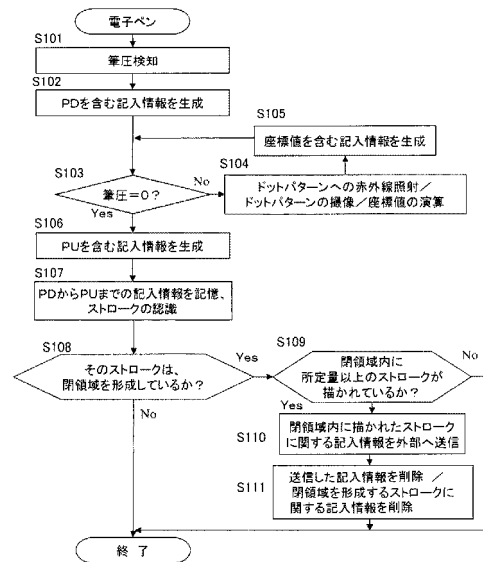 電子ペン
S101
筆圧検知
S102
PDを含む記入情報を生成
S105
座標値を含む記入情報を生成
S103
筆圧=0?
No
Yes
S104
ドットパターンへの赤外線照射/
ドットパターンの撮像/座標値の演算
S106
PUを含む記入情報を生成
S107
PDからPUまでの記入情報を記憶、
ストロークの認識
S108
そのストロークは、
閉領域を形成しているか?
Yes
No
S109
閉領域内に
所定量以上のストロークが
描かれているか?
No
Yes
S110
閉領域内に描かれたストローク
に関する記入情報を外部へ送信
S111
送信した記入情報を削除 /
閉領域を形成するストロークに
関する記入情報を削除
終 了